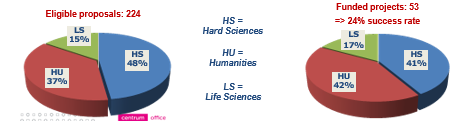 Eligible proposals: 224
LS
15%
HS
48%
HU
37%
centrum office
HS =
Hard Sciences
HU =
Humanities
LS =
Life Sciences
Funded projects: 53
=> 24% success rate
LS
17%
HS
41%
HU
42%